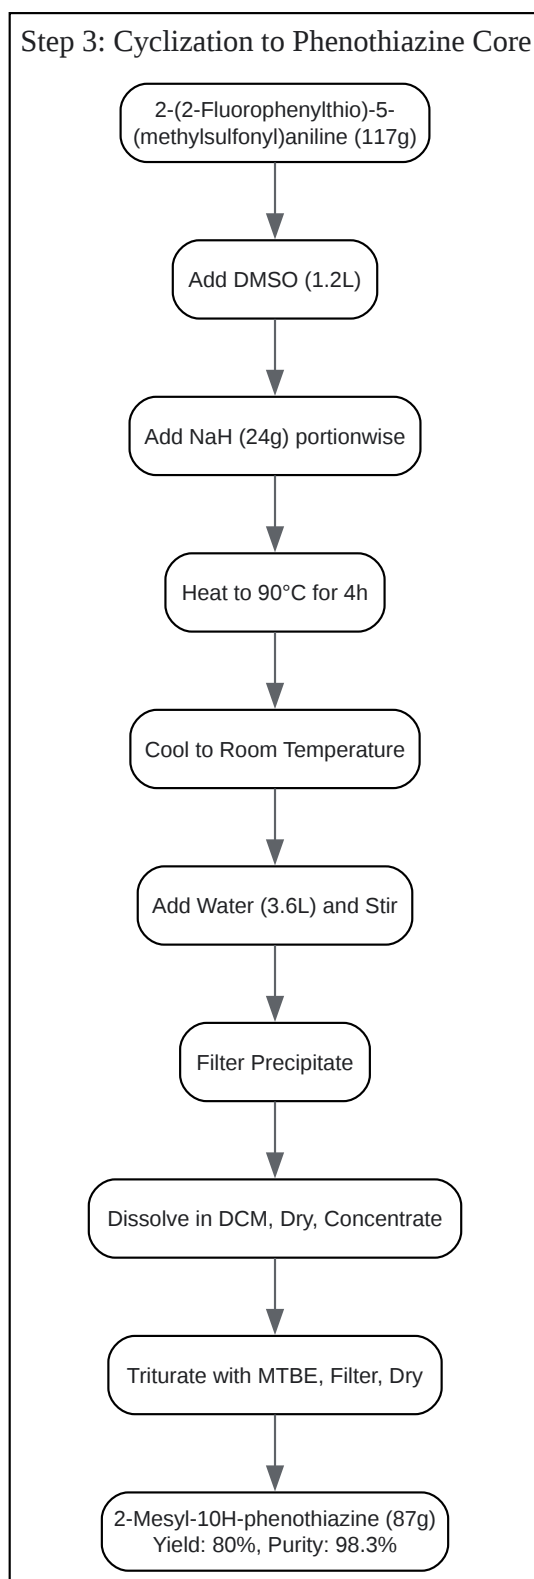 Step 3: Cyclization to Phenothiazine Core
2-(2-Fluorophenylthio)-5-
(methylsulfonyl)aniline (117g)
Add DMSO (1.2L)
Add NaH (24g) portionwise
Heat to 90°C for 4h
Cool to Room Temperature
Add Water (3.6L) and Stir
Filter Precipitate
Dissolve in DCM, Dry, Concentrate
Triturate with MTBE, Filter, Dry
2-Mesyl-10H-phenothiazine (87g)
Yield: 80%, Purity: 98.3%